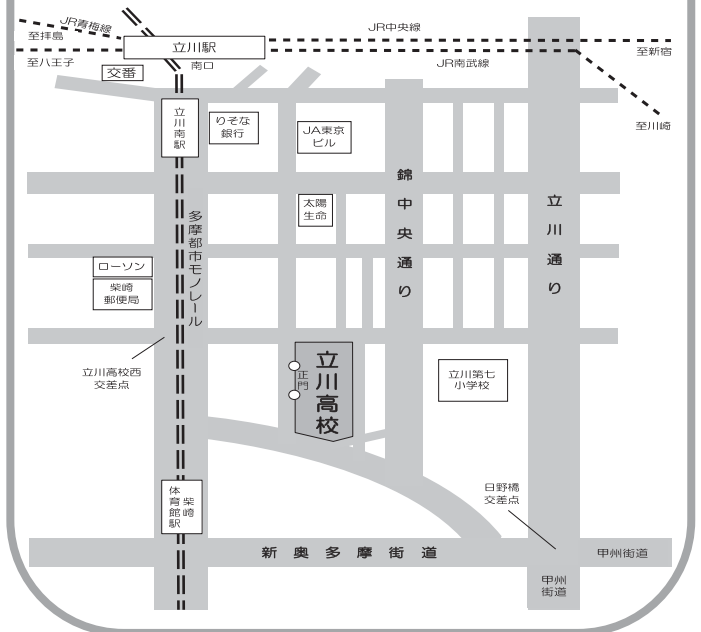 JR青梅線
至拝島
至八王子
立川駅
南口
交番
JR中央線
JR南武線
至新宿
至川崎
立川南駅
りそな
銀行
JA東京
ビル
太陽
生命
錦中央通り
立川通り
多摩都市モノレール
ローソン
柴崎
郵便局
立川高校西
交差点
正門
立川高校
立川第七
小学校
柴崎
体育館駅
日野橋
交差点
新奥多摩街道
甲州街道
甲州
街道